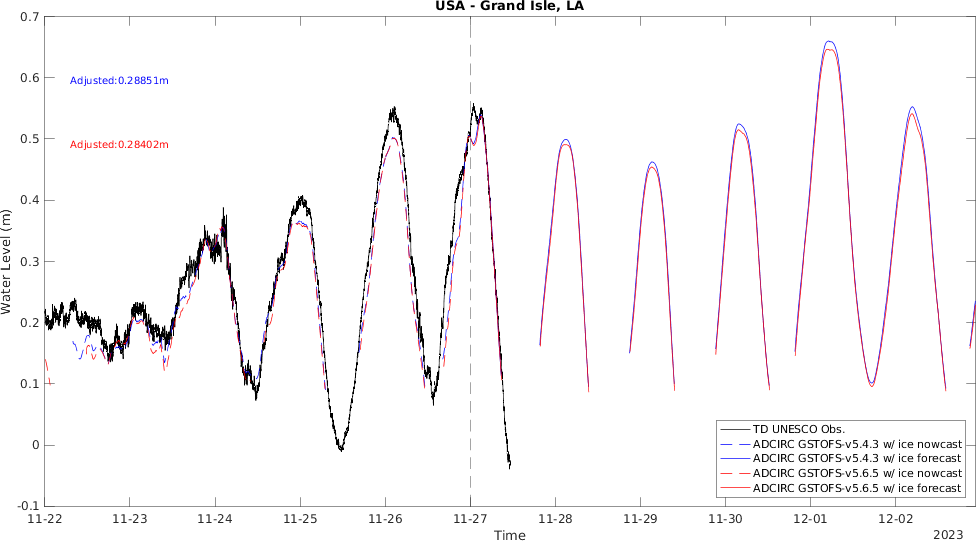 USA - Grand Isle, LA
0.7
0.6
0.5
0.4
0.3
0.2
0.1
0
-0.1
Water Level (m)
Adjusted:0.28851m
Adjusted:0.28402m
TD UNESCO Obs.
ADCIRC GSTOFS-v5.4.3 w/ ice nowcast
ADCIRC GSTOFS-v5.4.3 w/ ice forecast
ADCIRC GSTOFS-v5.6.5 w/ ice nowcast
ADCIRC GSTOFS-v5.6.5 w/ ice forecast
11-22 11-23 11-24 11-25 11-26 11-27 11-28 11-29 11-30 12-01 12-02
Time
2023